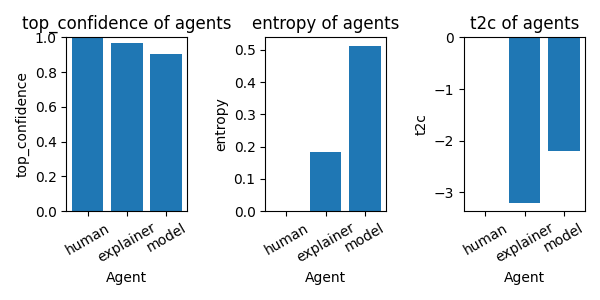 top_confidence of agents
top_confidence
1.0
0.8
0.6
0.4
0.2
0.0
human
explainer
model
Agent
entropy of agents
entropy
0.5
0.4
0.3
0.2
0.1
0.0
human
explainer
model
Agent
t2c of agents
t2c
0
−1
−2
−3
human
explainer
model
Agent